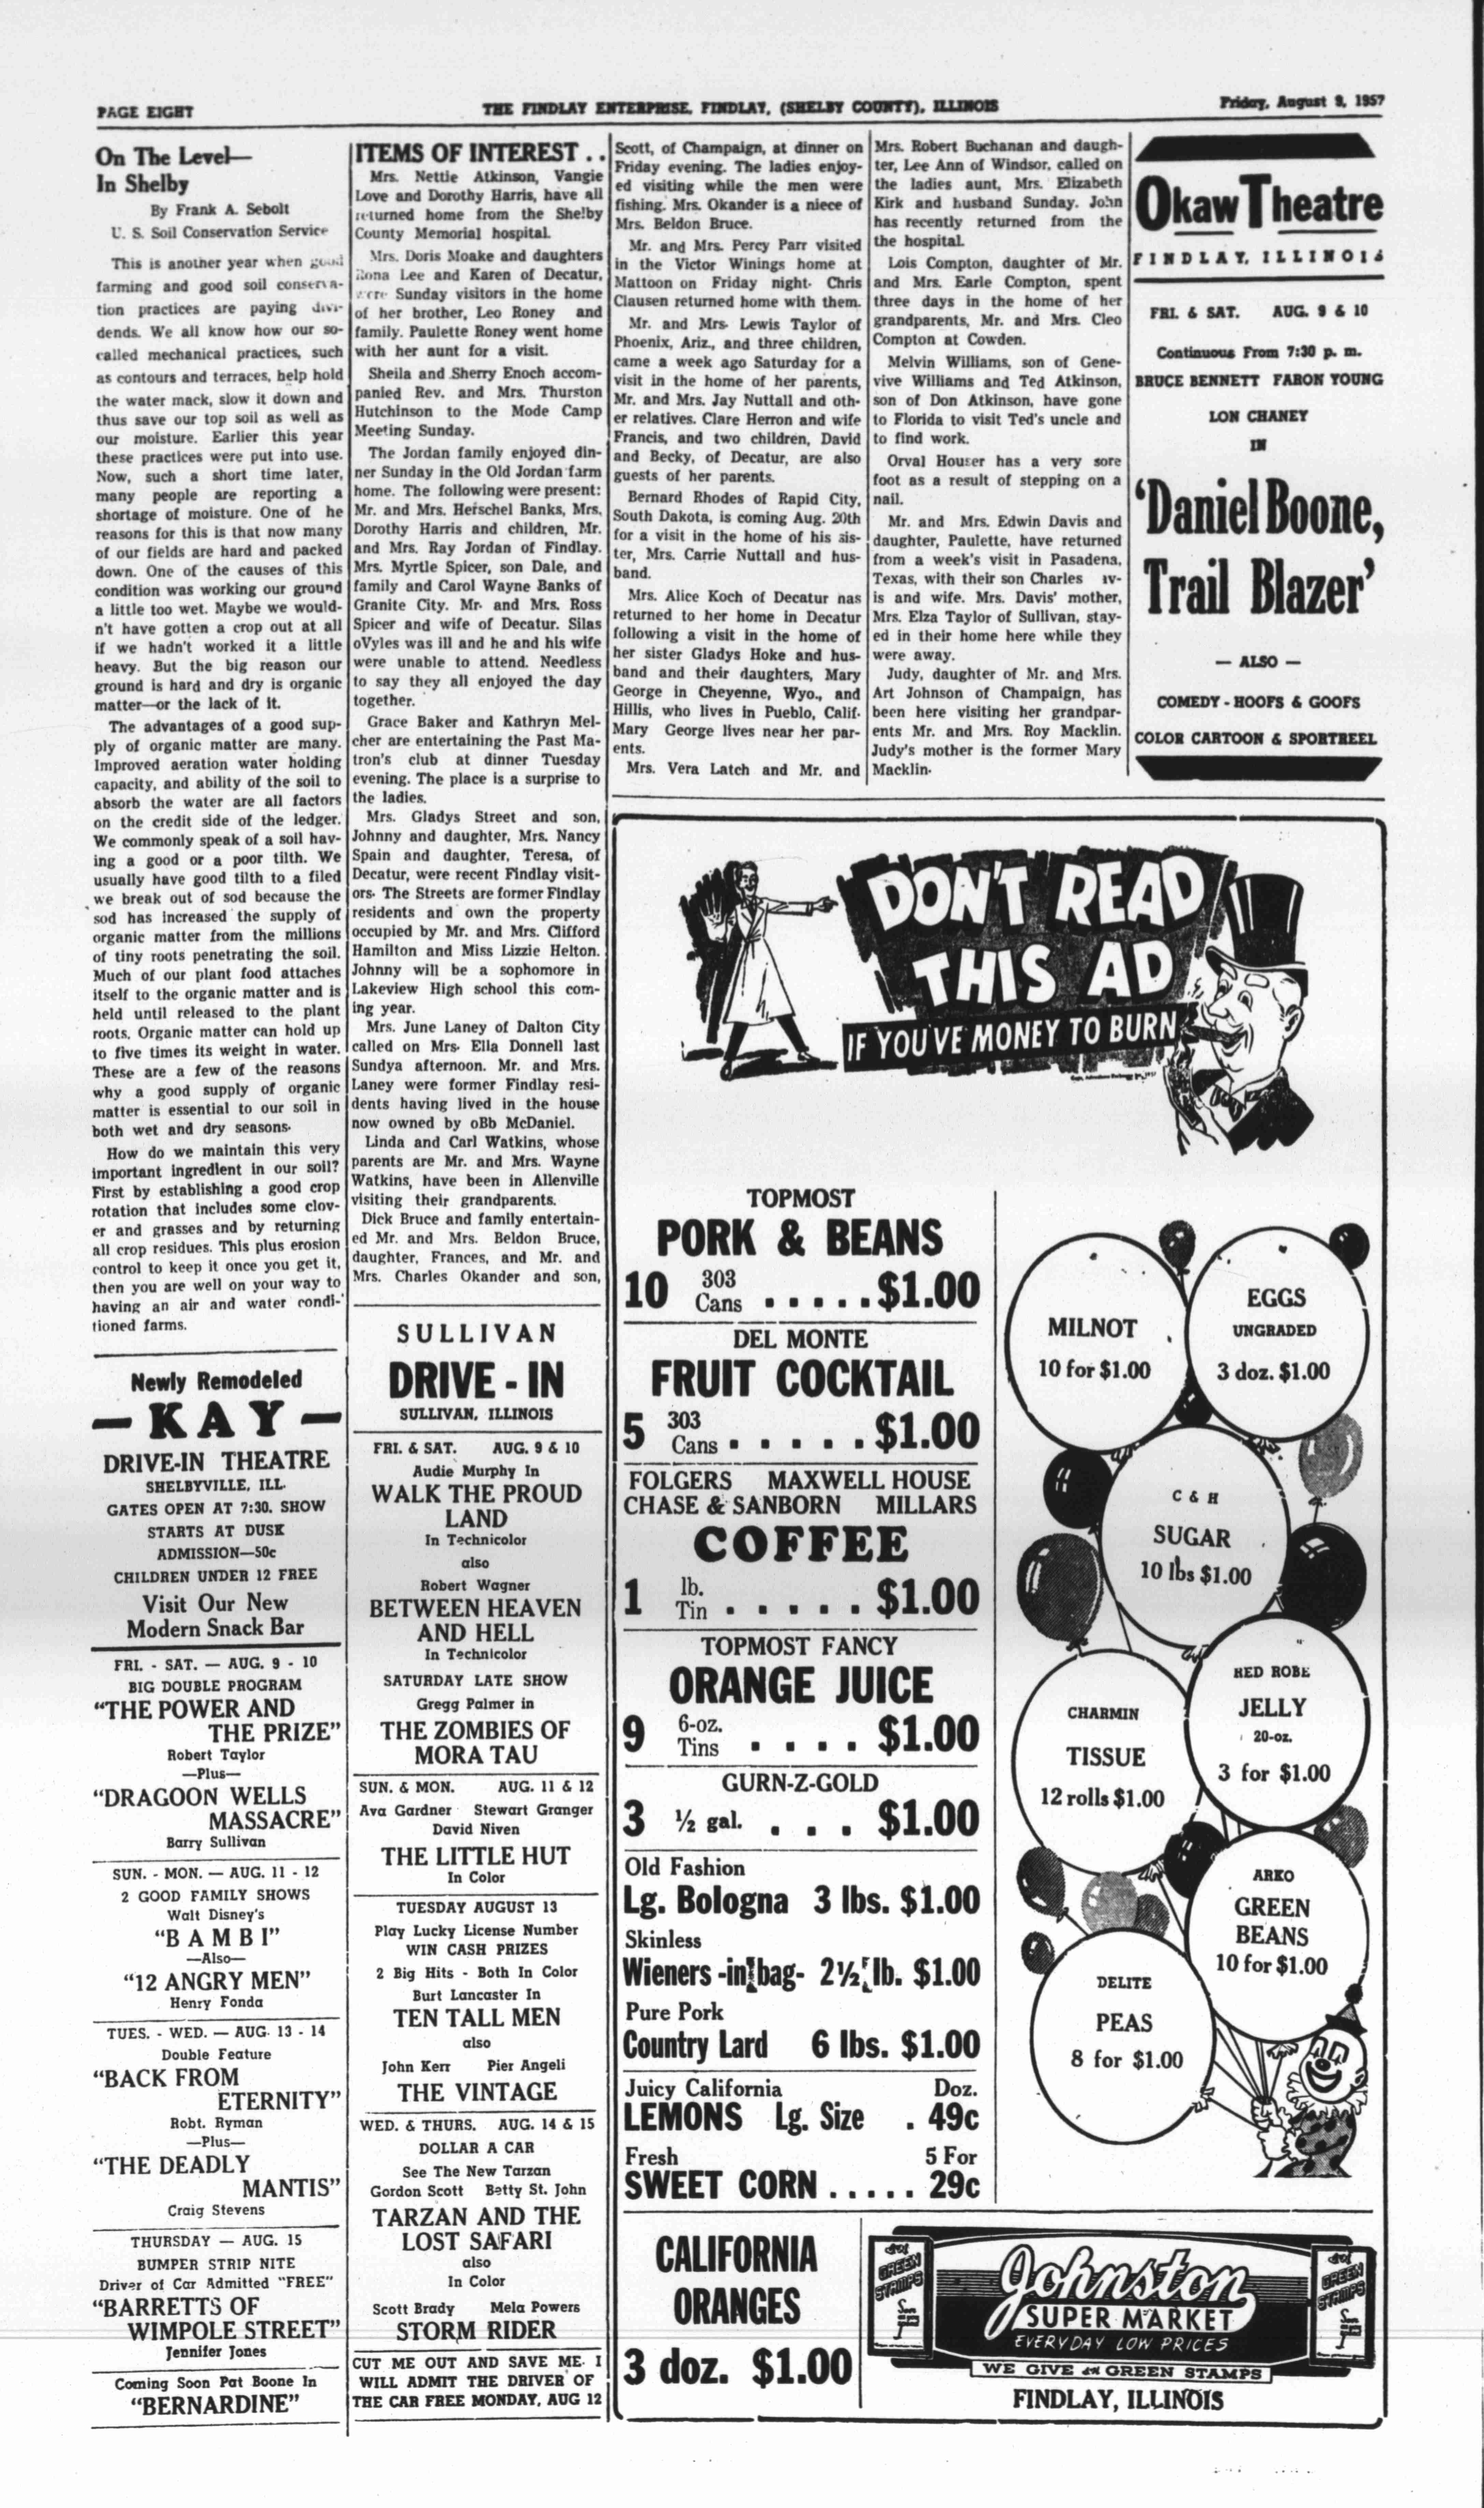 PAGE EIGHT
THE FINDLAY ENTERPRISE, FINDLAY, (SHELBY COUNTY), ILLINOIS
Friday, August 9, 1957
On The Level—
In Shelby
By Frank A. Sebolt
U. S. Soil Conservation Service
This is another year when good
farming and good soil conserva-
tion practices are paying divi-
dends. We all know how our so-
called mechanical practices, such
as contours and terraces, help hold
the water mack, slow it down and
thus save our top soil as well as
our moisture. Earlier this year
these practices were put into use.
Now, such a short time later,
many people are reporting a
shortage of moisture. One of he
reasons for this is that now many
of our fields are hard and packed
down. One of the causes of this
condition was working our ground
a little too wet. Maybe we would-
n't have gotten a crop out at all
if we hadn't worked it a little
heavy. But the big reason our
ground is hard and dry is organic
matter—or the lack of it.
The advantages of a good sup-
ply of organic matter are many.
Improved aeration water holding
capacity, and ability of the soil to
absorb the water are all factors
on the credit side of the ledger.
We commonly speak of a soil hav-
ing a good or a poor tilth. We
usually have good tilth to a filed
we break out of sod because the
sod has increased the supply of
organic matter from the millions
of tiny roots penetrating the soil.
Much of our plant food attaches
itself to the organic matter and is
held until released to the plant
roots. Organic matter can hold up
to five times its weight in water.
These are a few of the reasons
why a good supply of organic
matter is essential to our soil in
both wet and dry seasons.
How do we maintain this very
important ingredient in our soil?
First by establishing a good crop
rotation that includes some clov-
er and grasses and by returning
all crop residues. This plus erosion
control to keep it once you get it,
then you are well on your way to
having an air and water condi-
tioned farms.
Newly Remodeled
—KAY—
DRIVE-IN THEATRE
SHELBYVILLE, ILL.
GATES OPEN AT 7:30. SHOW
STARTS AT DUSK
ADMISSION—50c
CHILDREN UNDER 12 FREE
Visit Our New
Modern Snack Bar
FRI. - SAT. — AUG. 9 - 10
BIG DOUBLE PROGRAM
"THE POWER AND
THE PRIZE"
Robert Taylor
—Plus—
"DRAGOON WELLS
MASSACRE"
Barry Sullivan
SUN. - MON. — AUG. 11 - 12
2 GOOD FAMILY SHOWS
Walt Disney's
"B A M B I"
—Also—
"12 ANGRY MEN"
Henry Fonda
TUES. - WED. — AUG. 13 - 14
Double Feature
"BACK FROM
ETERNITY"
Robt. Ryman
—Plus—
"THE DEADLY
MANTIS"
Craig Stevens
THURSDAY — AUG. 15
BUMPER STRIP NITE
Driver of Car Admitted "FREE"
"BARRETTS OF
WIMPOLE STREET"
Jennifer Jones
Coming Soon Pat Boone In
"BERNARDINE"
ITEMS OF INTEREST . .
Mrs. Nettie Atkinson, Vangie
Love and Dorothy Harris, have all
returned home from the Shelby
County Memorial hospital.
Mrs. Doris Moake and daughters
Rona Lee and Karen of Decatur,
were Sunday visitors in the home
of her brother, Leo Roney and
family. Paulette Roney went home
with her aunt for a visit.
Sheila and Sherry Enoch accom-
panied Rev. and Mrs. Thurston
Hutchinson to the Mode Camp
Meeting Sunday.
The Jordan family enjoyed din-
ner Sunday in the Old Jordan farm
home. The following were present:
Mr. and Mrs. Herschel Banks, Mrs.
Dorothy Harris and children, Mr.
and Mrs. Ray Jordan of Findlay.
Mrs. Myrtle Spicer, son Dale, and
family and Carol Wayne Banks of
Granite City. Mr. and Mrs. Ross
Spicer and wife of Decatur. Silas
oVyles was ill and he and his wife
were unable to attend. Needless
to say they all enjoyed the day
together.
Grace Baker and Kathryn Mel-
cher are entertaining the Past Ma-
tron's club at dinner Tuesday
evening. The place is a surprise to
the ladies.
Mrs. Gladys Street and son,
Johnny and daughter, Mrs. Nancy
Spain and daughter, Teresa, of
Decatur, were recent Findlay visit-
ors. The Streets are former Findlay
residents and own the property
occupied by Mr. and Mrs. Clifford
Hamilton and Miss Lizzie Helton.
Johnny will be a sophomore in
Lakeview High school this com-
ing year.
Mrs. June Laney of Dalton City
called on Mrs. Ella Donnell last
Sundya afternoon. Mr. and Mrs.
Laney were former Findlay resi-
dents having lived in the house
now owned by oBb McDaniel.
Linda and Carl Watkins, whose
parents are Mr. and Mrs. Wayne
Watkins, have been in Allenville
visiting their grandparents.
Dick Bruce and family entertain-
ed Mr. and Mrs. Beldon Bruce,
daughter, Frances, and Mr. and
Mrs. Charles Okander and son,
SULLIVAN
DRIVE - IN
SULLIVAN, ILLINOIS
FRI. & SAT. AUG. 9 & 10
Audie Murphy In
WALK THE PROUD
LAND
In Technicolor
also
Robert Wagner
BETWEEN HEAVEN
AND HELL
In Technicolor
SATURDAY LATE SHOW
Gregg Palmer in
THE ZOMBIES OF
MORA TAU
SUN. & MON. AUG. 11 & 12
Ava Gardner Stewart Granger
David Niven
THE LITTLE HUT
In Color
TUESDAY AUGUST 13
Play Lucky License Number
WIN CASH PRIZES
2 Big Hits - Both In Color
Burt Lancaster In
TEN TALL MEN
also
John Kerr Pier Angeli
THE VINTAGE
WED. & THURS. AUG. 14 & 15
DOLLAR A CAR
See The New Tarzan
Gordon Scott Betty St. John
TARZAN AND THE
LOST SAFARI
also
In Color
Scott Brady Mela Powers
STORM RIDER
CUT ME OUT AND SAVE ME. I
WILL ADMIT THE DRIVER OF
THE CAR FREE MONDAY, AUG 12
Scott, of Champaign, at dinner on
Friday evening. The ladies enjoy-
ed visiting while the men were
fishing. Mrs. Okander is a niece of
Mrs. Beldon Bruce.
Mr. and Mrs. Percy Parr visited
in the Victor Winings home at
Mattoon on Friday night. Chris
Clausen returned home with them.
Mr. and Mrs. Lewis Taylor of
Phoenix, Ariz., and three children,
came a week ago Saturday for a
visit in the home of her parents,
Mr. and Mrs. Jay Nuttall and oth-
er relatives. Clare Herron and wife
Francis, and two children, David
and Becky, of Decatur, are also
guests of her parents.
Bernard Rhodes of Rapid City,
South Dakota, is coming Aug. 20th
for a visit in the home of his sis-
ter, Mrs. Carrie Nuttall and hus-
band.
Mrs. Alice Koch of Decatur nas
returned to her home in Decatur
following a visit in the home of
her sister Gladys Hoke and hus-
band and their daughters, Mary
George in Cheyenne, Wyo., and
Hillis, who lives in Pueblo, Calif.
Mary George lives near her par-
ents.
Mrs. Vera Latch and Mr. and
Mrs. Robert Buchanan and daugh-
ter, Lee Ann of Windsor, called on
the ladies aunt, Mrs. Elizabeth
Kirk and husband Sunday. John
has recently returned from the
the hospital.
Lois Compton, daughter of Mr.
and Mrs. Earle Compton, spent
three days in the home of her
grandparents, Mr. and Mrs. Cleo
Compton at Cowden.
Melvin Williams, son of Gene-
vive Williams and Ted Atkinson,
son of Don Atkinson, have gone
to Florida to visit Ted's uncle and
to find work.
Orval Houser has a very sore
foot as a result of stepping on a
nail.
Mr. and Mrs. Edwin Davis and
daughter, Paulette, have returned
from a week's visit in Pasadena,
Texas, with their son Charles iv-
is and wife. Mrs. Davis' mother,
Mrs. Elza Taylor of Sullivan, stay-
ed in their home here while they
were away.
Judy, daughter of Mr. and Mrs.
Art Johnson of Champaign, has
been here visiting her grandpar-
ents Mr. and Mrs. Roy Macklin.
Judy's mother is the former Mary
Macklin.
Okaw Theatre
FINDLAY, ILLINOIS
FRI. & SAT. AUG. 9 & 10
Continuous From 7:30 p. m.
BRUCE BENNETT FARON YOUNG
LON CHANEY
IN
'Daniel Boone,
Trail Blazer'
— ALSO —
COMEDY - HOOFS & GOOFS
COLOR CARTOON & SPORTREEL
DON'T READ
THIS AD
IF YOU'VE MONEY TO BURN
TOPMOST
PORK & BEANS
10 303 Cans . . . . . $1.00
DEL MONTE
FRUIT COCKTAIL
5 303 Cans . . . . . . $1.00
FOLGERS MAXWELL HOUSE
CHASE & SANBORN MILLARS
COFFEE
1 lb. Tin . . . . . . $1.00
TOPMOST FANCY
ORANGE JUICE
9 6-oz. Tins . . . . $1.00
GURN-Z-GOLD
3 ½ gal. . . . $1.00
Old Fashion
Lg. Bologna 3 lbs. $1.00
Skinless
Wieners -in bag- 2½ lb. $1.00
Pure Pork
Country Lard 6 lbs. $1.00
Juicy California Doz.
LEMONS Lg. Size . 49c
Fresh 5 For
SWEET CORN . . . . . 29c
MILNOT
10 for $1.00
EGGS
UNGRADED
3 doz. $1.00
C & H
SUGAR
10 lbs $1.00
RED ROBE
JELLY
20-oz.
3 for $1.00
CHARMIN
TISSUE
12 rolls $1.00
ARKO
GREEN
BEANS
10 for $1.00
DELITE
PEAS
8 for $1.00
CALIFORNIA
ORANGES
3 doz. $1.00
GREEN
STAMPS
Johnston
SUPER MARKET
EVERYDAY LOW PRICES
WE GIVE GREEN STAMPS
GREEN
STAMPS
FINDLAY, ILLINOIS